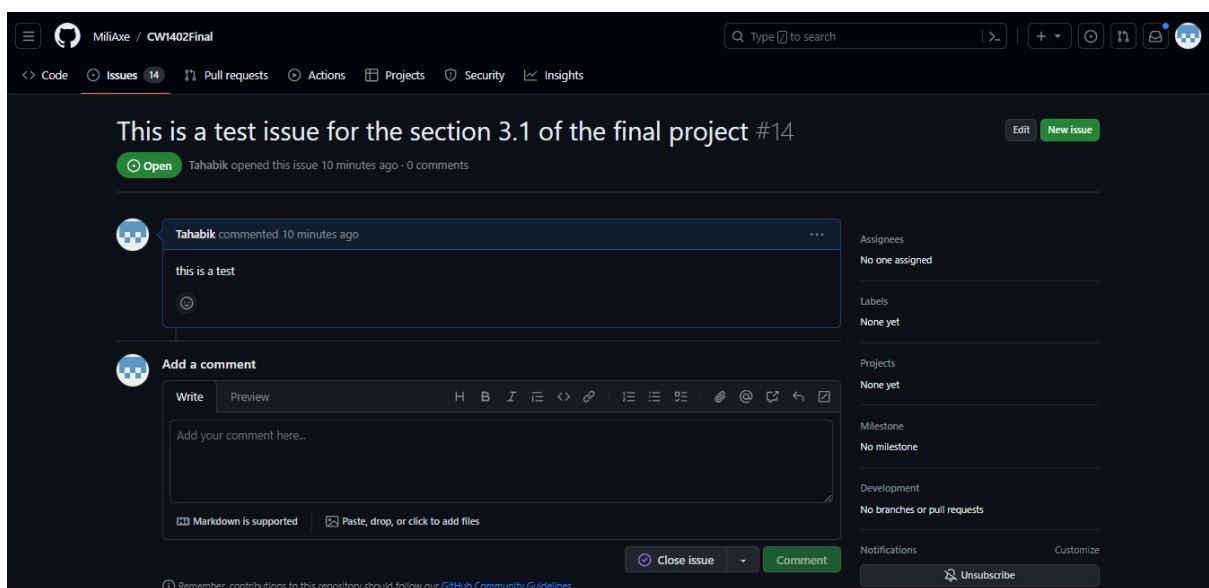 MiliAxe / CW1402Final
Type / to search
Code Issues 14 Pull requests Actions Projects Security Insights
This is a test issue for the section 3.1 of the final project #14
Edit New issue
Open Tahabik opened this issue 10 minutes ago · 0 comments
Tahabik commented 10 minutes ago
this is a test
Assignees
No one assigned
Labels
None yet
Projects
None yet
Milestone
No milestone
Development
No branches or pull requests
Notifications Customize
Unsubscribe
Add a comment
Write Preview
Add your comment here...
Markdown is supported Paste, drop, or click to add files
Close issue Comment
Remember, contributions to this repository should follow our GitHub Community Guidelines.